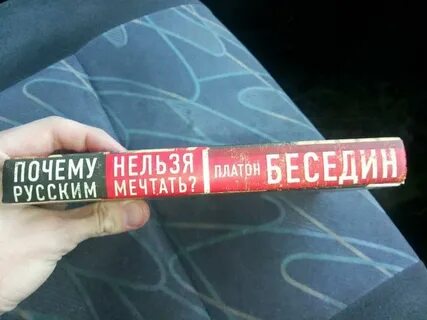 ПОЧЕМУ
РУССКИМ
НЕЛЬЗЯ
МЕЧТАТЬ?
ПЛАТОН БЕСЕДИН